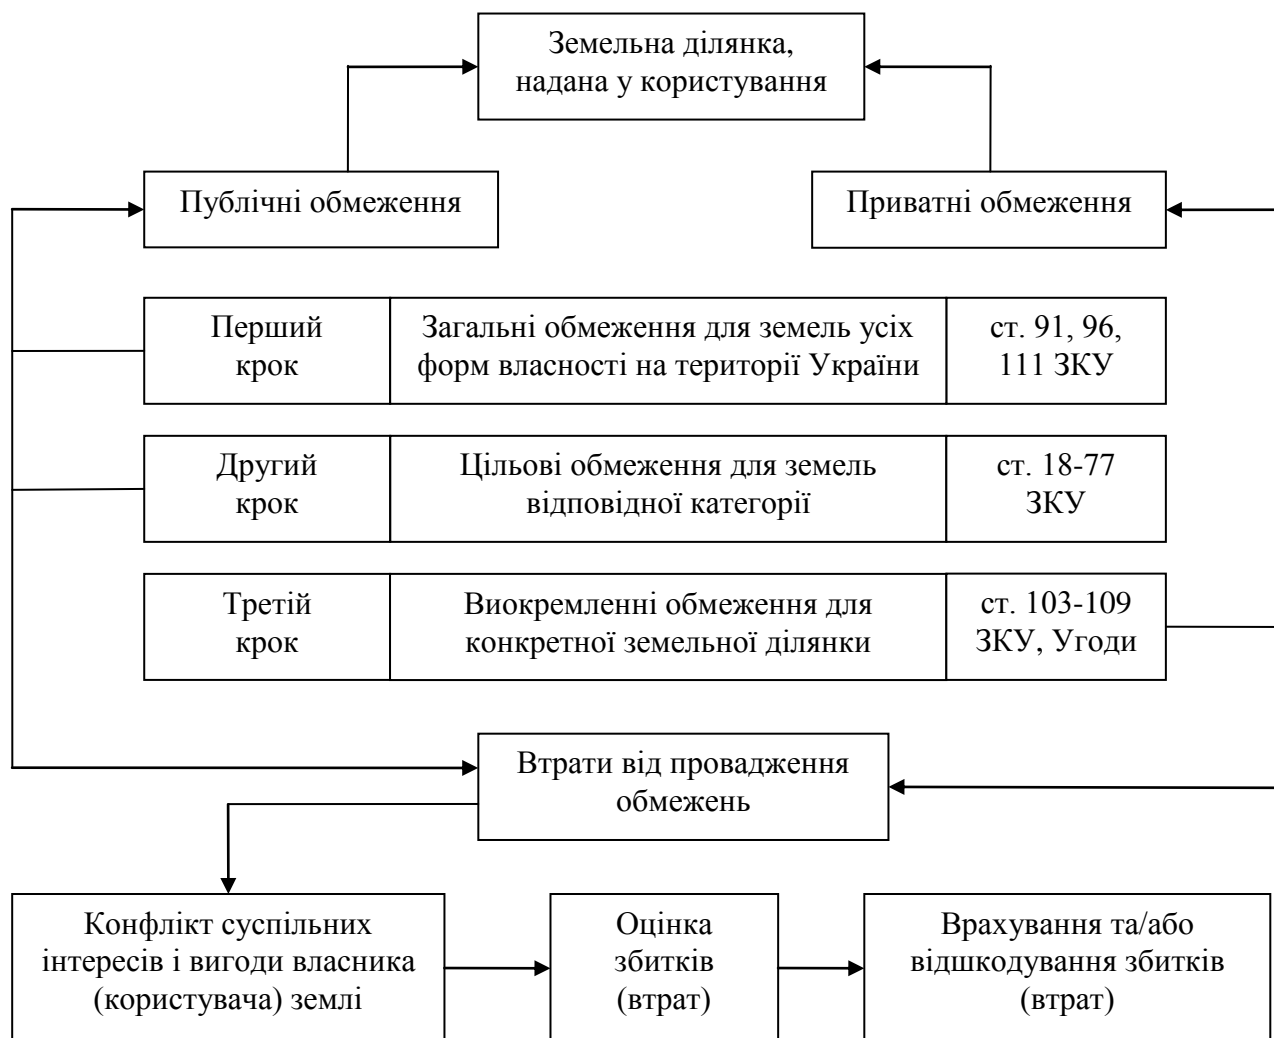 Земельна ділянка,
надана у користування
Публічні обмеження
Приватні обмеження
Перший
крок
Загальні обмеження для земель усіх
форм власності на території України
ст. 91, 96,
111 ЗКУ
Другий
крок
Цільові обмеження для земель
відповідної категорії
ст. 18-77
ЗКУ
Третій
крок
Виокремленні обмеження для
конкретної земельної ділянки
ст. 103-109
ЗКУ, Угоди
Втрати від провадження
обмежень
Конфлікт суспільних
інтересів і вигоди власника
(користувача) землі
Оцінка
збитків
(втрат)
Врахування та/або
відшкодування збитків
(втрат)